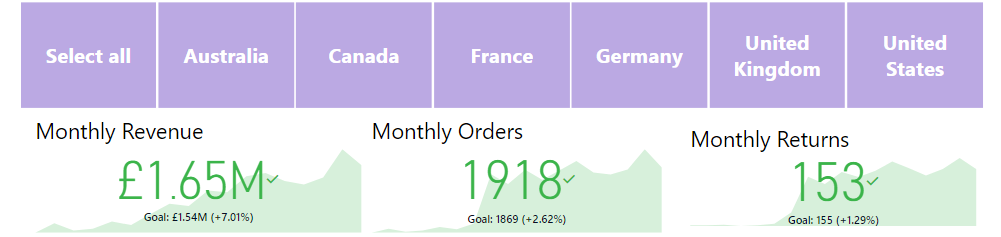 Select all
Australia
Canada
France
Germany
United
Kingdom
United
States
Monthly Revenue
£1.65M
Goal: £1.54M (+7.01%)
Monthly Orders
1918
Goal: 1869 (+2.62%)
Monthly Returns
153
Goal: 155 (+1.29%)